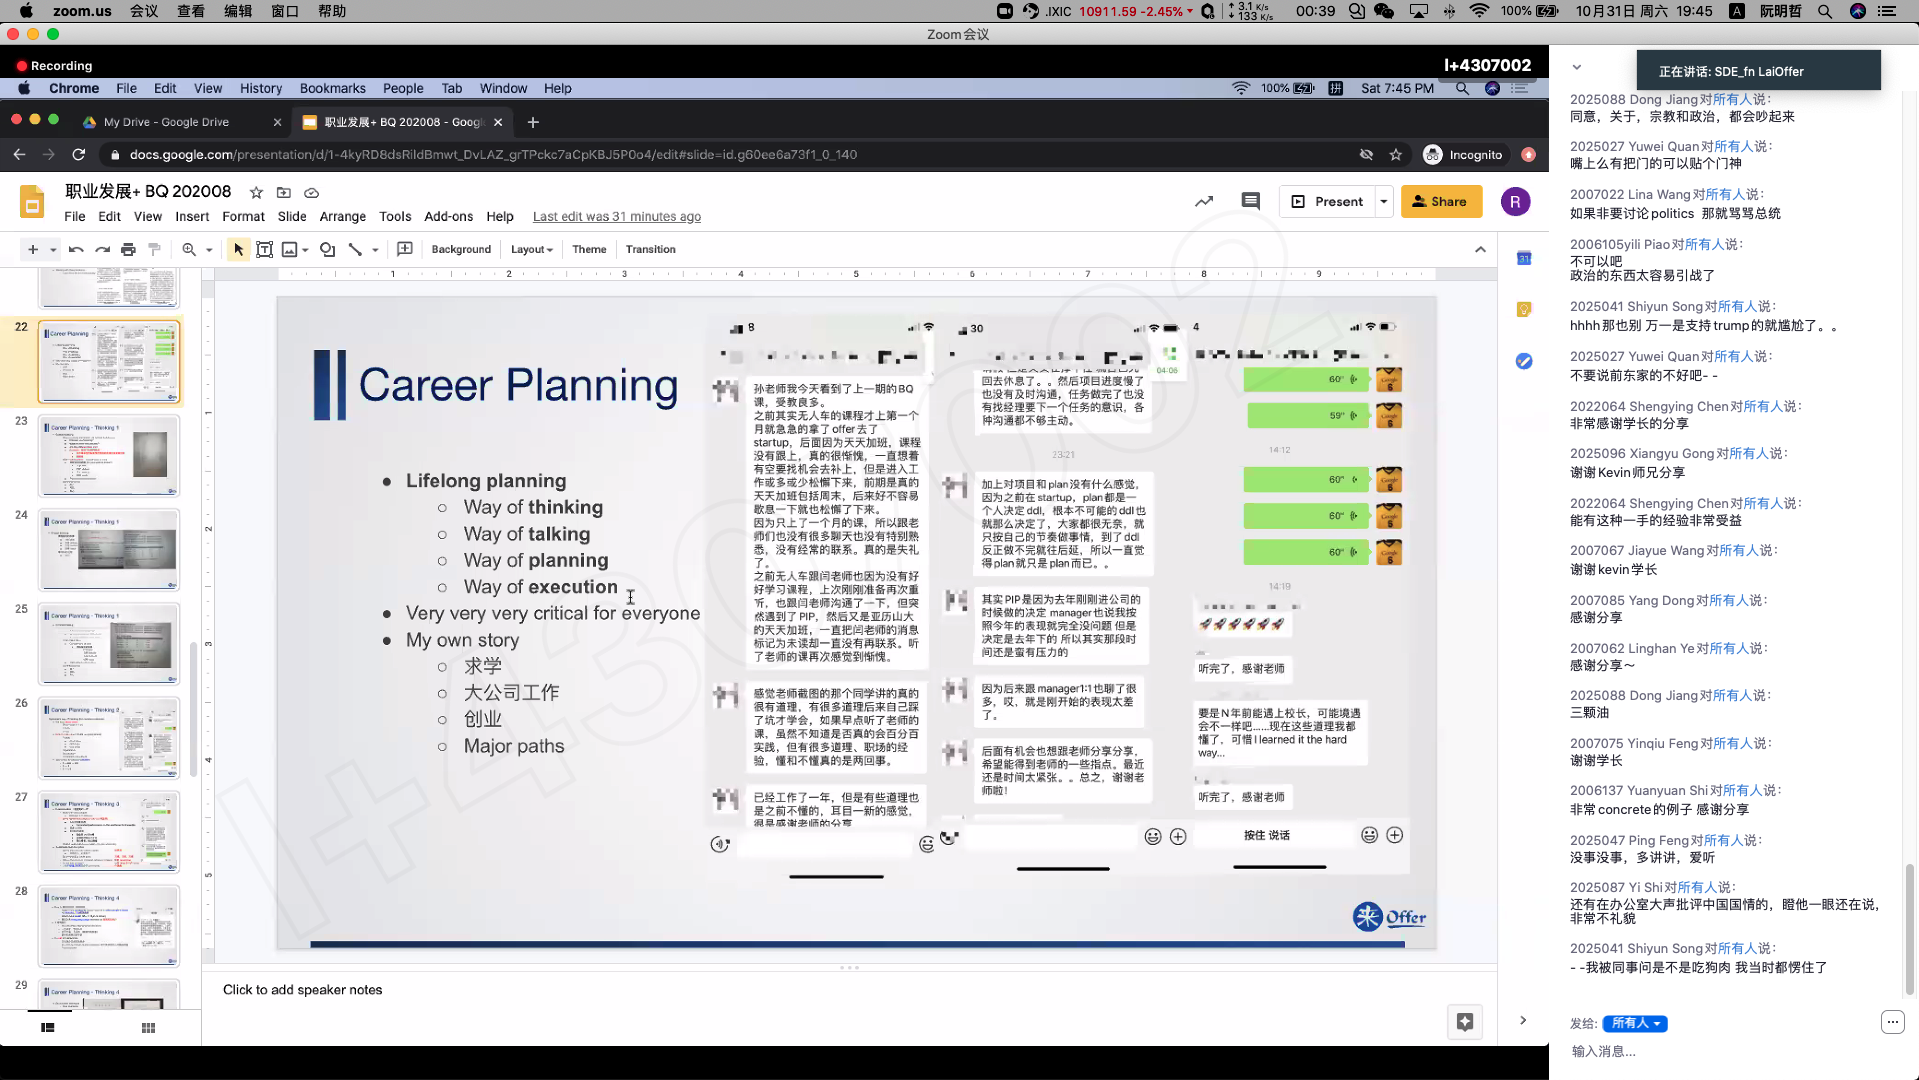 zoom.us 会议 查看 编辑 窗口 帮助
.IXIC 10911.59 -2.45% 3.1 K/s 133 K/s 00:39 100% 10月31日 周六 19:45 A 阮明哲
Zoom会议
Recording
I+4307002
Chrome File Edit View History Bookmarks People Tab Window Help
100% 拼 Sat 7:45 PM
My Drive - Google Drive
职业发展+ BQ 202008 - Goog
docs.google.com/presentation/d/1-4kyRD8dsRildBmwt_DvLAZ_grTPckc7aCpKBJ5P0o4/edit#slide=id.g60ee6a73f1_0_140
Incognito
职业发展+ BQ 202008
File Edit View Insert Format Slide Arrange Tools Add-ons Help Last edit was 31 minutes ago
Present
Share
R
Background Layout Theme Transition
1 2 3 4 5 6 7 8 9
22
23
24
25
26
27
28
29
Career Planning
Career Planning - Thinking 1
Career Planning - Thinking 1
Career Planning - Thinking 1
Career Planning - Thinking 2
Career Planning - Thinking 3
Career Planning - Thinking 4
Career Planning - Thinking 4
1
2
3
4
5
Career Planning
Lifelong planning
Way of thinking
Way of talking
Way of planning
Way of execution
Very very very critical for everyone
My own story
求学
大公司工作
创业
Major paths
8
孙老师我今天看到了上一期的BQ
课，受教良多。
之前其实无人车的课程才上第一个
月就急急的拿了offer去了
startup，后面因为天天加班，课程
没有跟上，真的很惭愧，一直想着
有空要找机会去补上，但是进入工
作或多或少松懈下来，前期是真的
天天加班包括周末，后来好不容易
歇息一下就也松懈了下来。
因为只上了一个月的课，所以跟老
师们也没有很多聊天也没有特别熟
悉，没有经常的联系。真的是失礼
了。
之前无人车跟闫老师也因为没有好
好学习课程，上次刚刚准备再次重
听，也跟闫老师沟通了一下，但突
然遇到了PIP，然后又是亚历山大
的天天加班，一直把闫老师的消息
标记为未读却一直没有再联系。听
了老师的课再次感觉到惭愧。
感觉老师截图的那个同学讲的真的
很有道理，有很多道理后来自己踩
了坑才学会，如果早点听了老师的
课，虽然不知道是否真的会百分百
实践，但有很多道理、职场的经
验，懂和不懂真的是两回事。
已经工作了一年，但是有些道理也
是之前不懂的，耳目一新的感觉，
很是感谢老师的分享
30
04-06
回去休息了。。然后项目进度慢了
也没有及时沟通，任务做完了也没
有找经理要下一个任务的意识，各
种沟通都不够主动。
23:21
加上对项目和plan没有什么感觉，
因为之前在startup，plan都是一
个人决定ddl，根本不可能的ddl也
就那么决定了，大家都很无奈，就
只按自己的节奏做事情，到了ddl
反正做不完就往后延，所以一直觉
得plan就只是plan而已。。
其实PIP是因为去年刚刚进公司的
时候做的决定 manager也说我按
照今年的表现就完全没问题 但是
决定是去年下的 所以其实那段时
间还是蛮有压力的
因为后来跟manager1:1也聊了很
多，哎，就是刚开始的表现太差
了。
后面有机会也想跟老师分享分享，
希望能得到老师的一些指点。最近
还是时间太紧张。。总之，谢谢老
师啦！
4
60"
59"
14:12
60"
60"
60"
14:19
听完了，感谢老师
要是N年前能遇上校长，可能境遇
会不一样吧……现在这些道理我都
懂了，可惜I learned it the hard
way...
听完了，感谢老师
按住 说话
来 Offer
Click to add speaker notes
正在讲话: SDE_fn LaiOffer
2025088 Dong Jiang对所有人说：
同意，关于，宗教和政治，都会吵起来
2025027 Yuwei Quan对所有人说：
嘴上么有把门的可以贴个门神
2007022 Lina Wang对所有人说：
如果非要讨论politics 那就骂骂总统
2006105yili Piao对所有人说：
不可以吧
政治的东西太容易引战了
2025041 Shiyun Song对所有人说：
hhhh那也别 万一是支持trump的就尴尬了。。
2025027 Yuwei Quan对所有人说：
不要说前东家的不好吧- -
2022064 Shengying Chen对所有人说：
非常感谢学长的分享
2025096 Xiangyu Gong对所有人说：
谢谢Kevin师兄分享
2022064 Shengying Chen对所有人说：
能有这种一手的经验非常受益
2007067 Jiayue Wang对所有人说：
谢谢kevin学长
2007085 Yang Dong对所有人说：
感谢分享
2007062 Linghan Ye对所有人说：
感谢分享～
2025088 Dong Jiang对所有人说：
三颗油
2007075 Yinqiu Feng对所有人说：
谢谢学长
2006137 Yuanyuan Shi对所有人说：
非常concrete的例子 感谢分享
2025047 Ping Feng对所有人说：
没事没事，多讲讲，爱听
2025087 Yi Shi对所有人说：
还有在办公室大声批评中国国情的，瞪他一眼还在说，
非常不礼貌
2025041 Shiyun Song对所有人说：
- -我被同事问是不是吃狗肉 我当时都愣住了
发给: 所有人
输入消息...